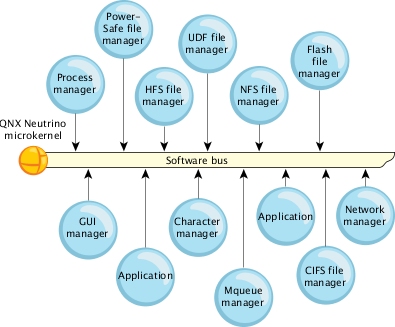 Power-
Safe file
manager
UDF file
manager
Flash
file
manager
Process
manager
HFS file
manager
NFS file
manager
QNX Neutrino
microkernel
Software bus
GUI
manager
Application
Character
manager
Mqueue
manager
Application
CIFS file
manager
Network
manager